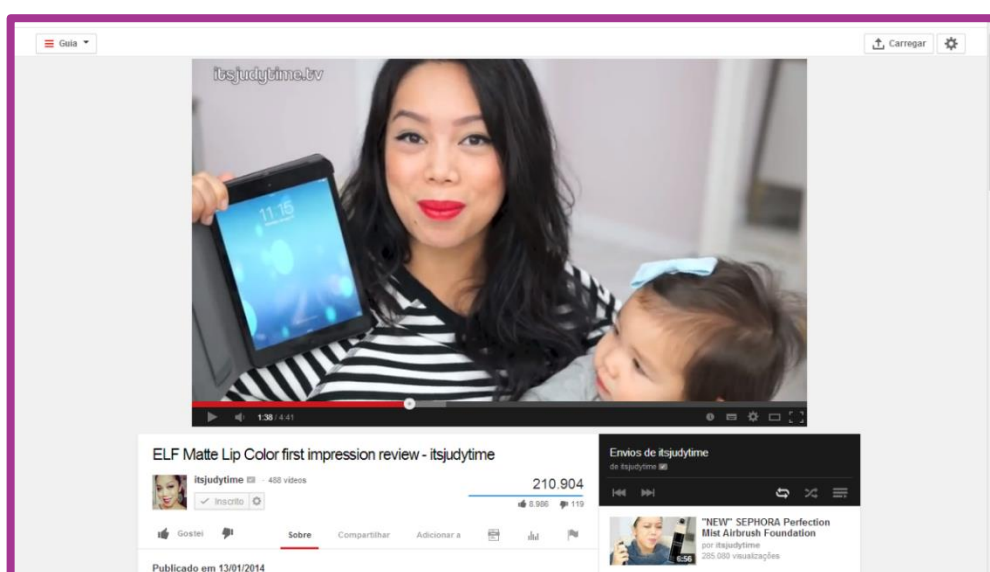 Guia
Carregar
itsjudytime.tv
11:15
1:38 / 4:41
ELF Matte Lip Color first impression review - itsjudytime
itsjudytime - 488 vídeos
Inscrito
210.904
8.986 119
Gostei
Sobre Compartilhar Adicionar a
Publicado em 13/01/2014
Envios de itsjudytime
de itsjudytime
"NEW" SEPHORA Perfection
Mist Airbrush Foundation
por itsjudytime
285.080 visualizações
6:56